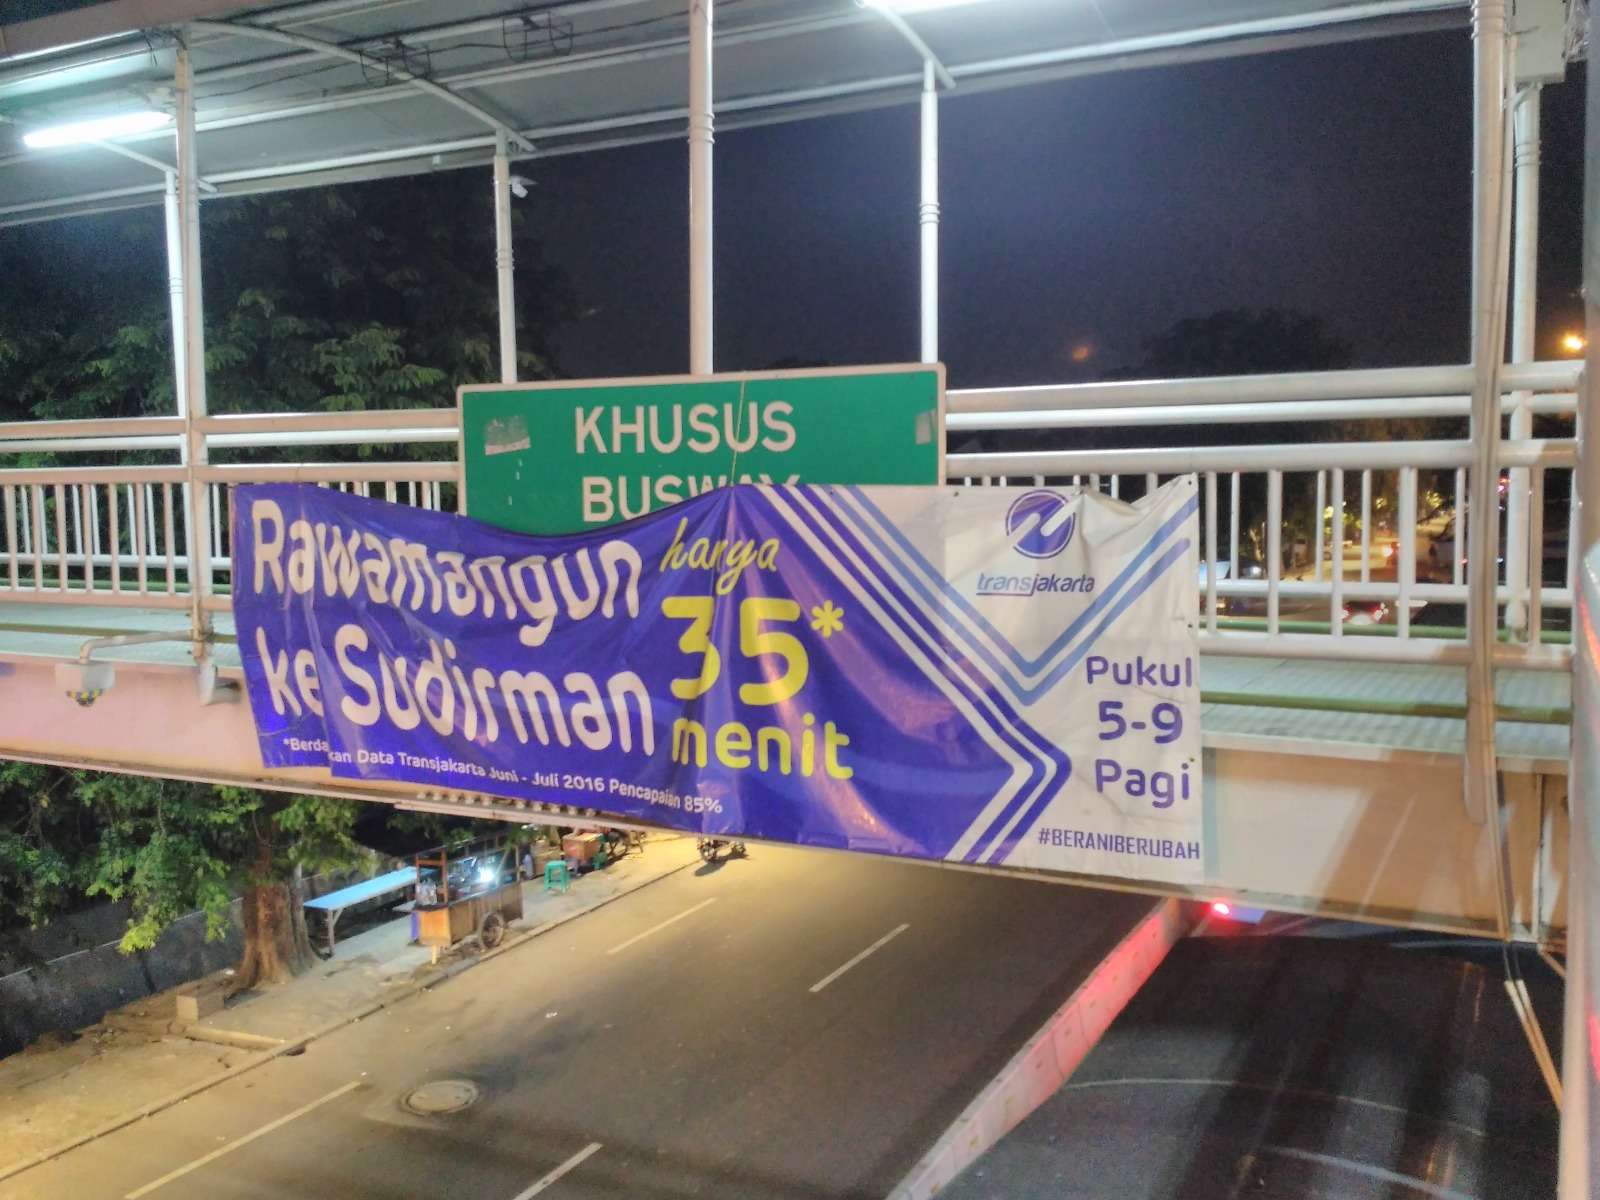 KHUSUS
BUSWAY
Rawamangun hanya
ke Sudirman 35*
menit
*Berda kan Data Transjakarta Juni - Juli 2016 Pencapaian 85%
transjakarta
Pukul
5-9
Pagi
#BERANIBERUBAH